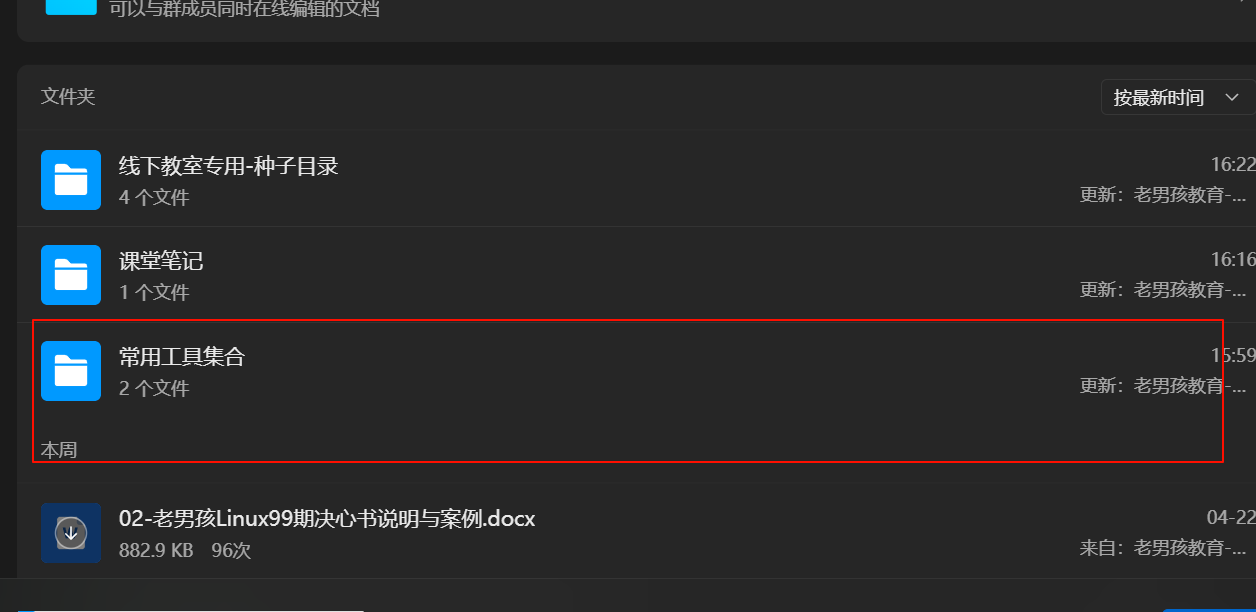 可以与群成员同时在线编辑的文档
文件夹
按最新时间
线下教室专用-种子目录
16:22
4 个文件
更新：老男孩教育-...
课堂笔记
16:16
1 个文件
更新：老男孩教育-...
常用工具集合
15:59
2 个文件
更新：老男孩教育-...
本周
02-老男孩Linux99期决心书说明与案例.docx
04-22
882.9 KB 96次
来自：老男孩教育-...